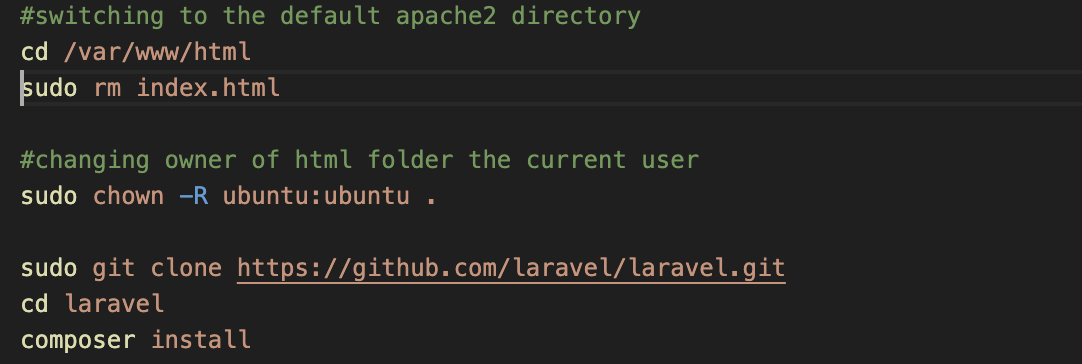 #switching to the default apache2 directory
cd /var/www/html
sudo rm index.html
#changing owner of html folder the current user
sudo chown -R ubuntu:ubuntu .
sudo git clone https://github.com/laravel/laravel.git
cd laravel
composer install